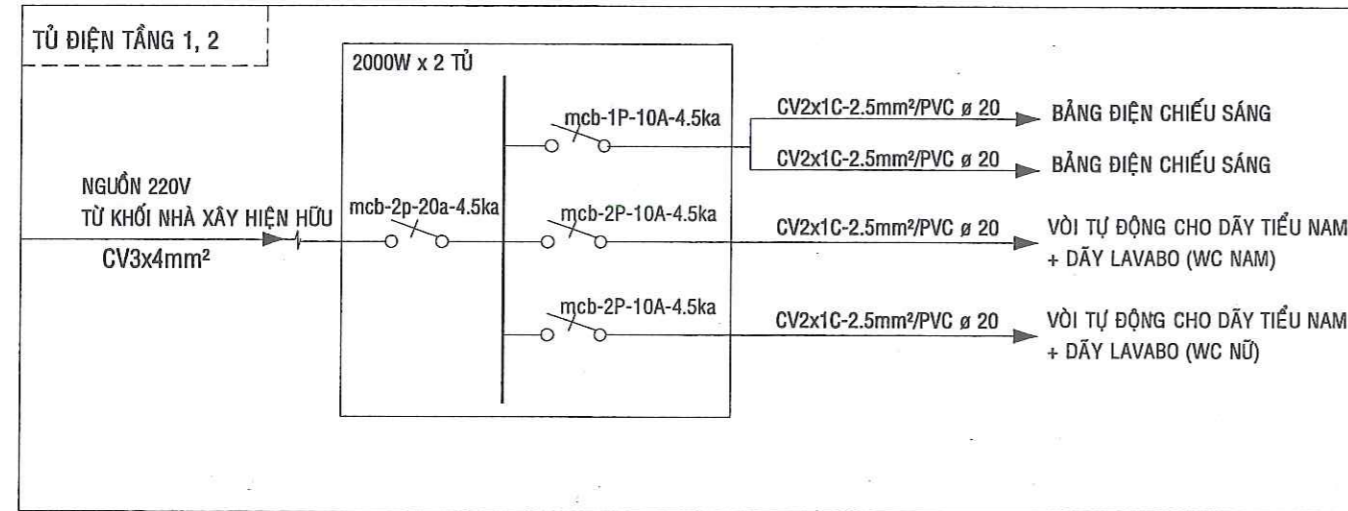 TỦ ĐIỆN TẦNG 1, 2
2000W x 2 TỦ
NGUỒN 220V
TỪ KHỐI NHÀ XÂY HIỆN HỮU
CV3x4mm²
mcb-2p-20a-4.5ka
mcb-1P-10A-4.5ka
CV2x1C-2.5mm²/PVC ø 20
BẢNG ĐIỆN CHIẾU SÁNG
CV2x1C-2.5mm²/PVC ø 20
BẢNG ĐIỆN CHIẾU SÁNG
mcb-2P-10A-4.5ka
CV2x1C-2.5mm²/PVC ø 20
VÒI TỰ ĐỘNG CHO DÃY TIỂU NAM
+ DÃY LAVABO (WC NAM)
mcb-2P-10A-4.5ka
CV2x1C-2.5mm²/PVC ø 20
VÒI TỰ ĐỘNG CHO DÃY TIỂU NAM
+ DÃY LAVABO (WC NỮ)